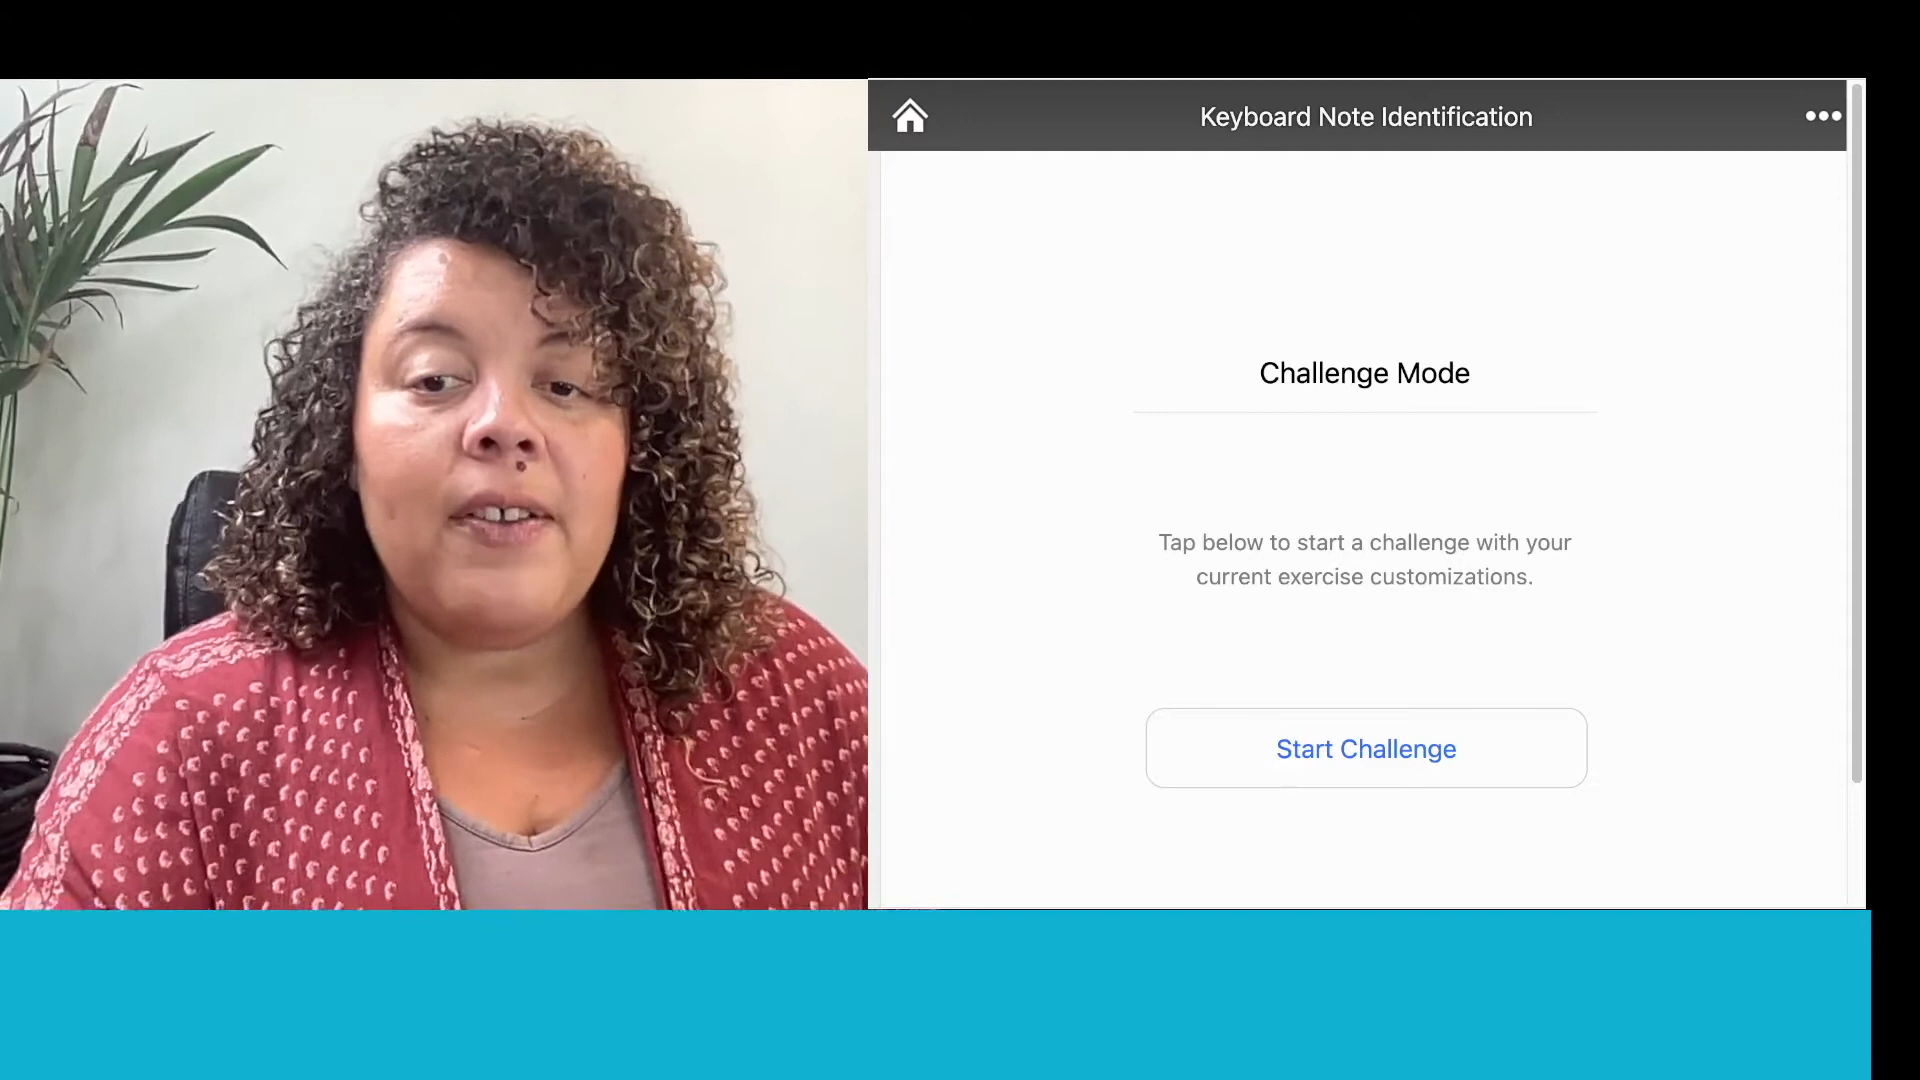 Keyboard Note Identification
Challenge Mode
Tap below to start a challenge with your
current exercise customizations.
Start Challenge